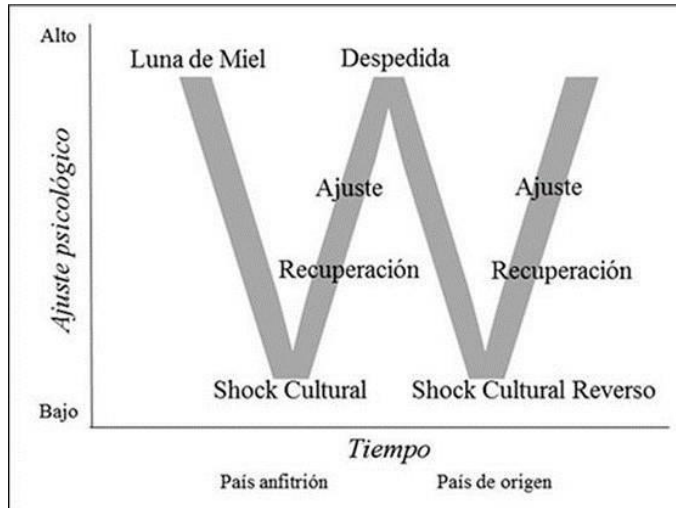 Alto
Luna de Miel
Despedida
Ajuste psicológico
Ajuste
Ajuste
Recuperación
Recuperación
Shock Cultural
Shock Cultural Reverso
Bajo
Tiempo
País anfitrión
País de origen